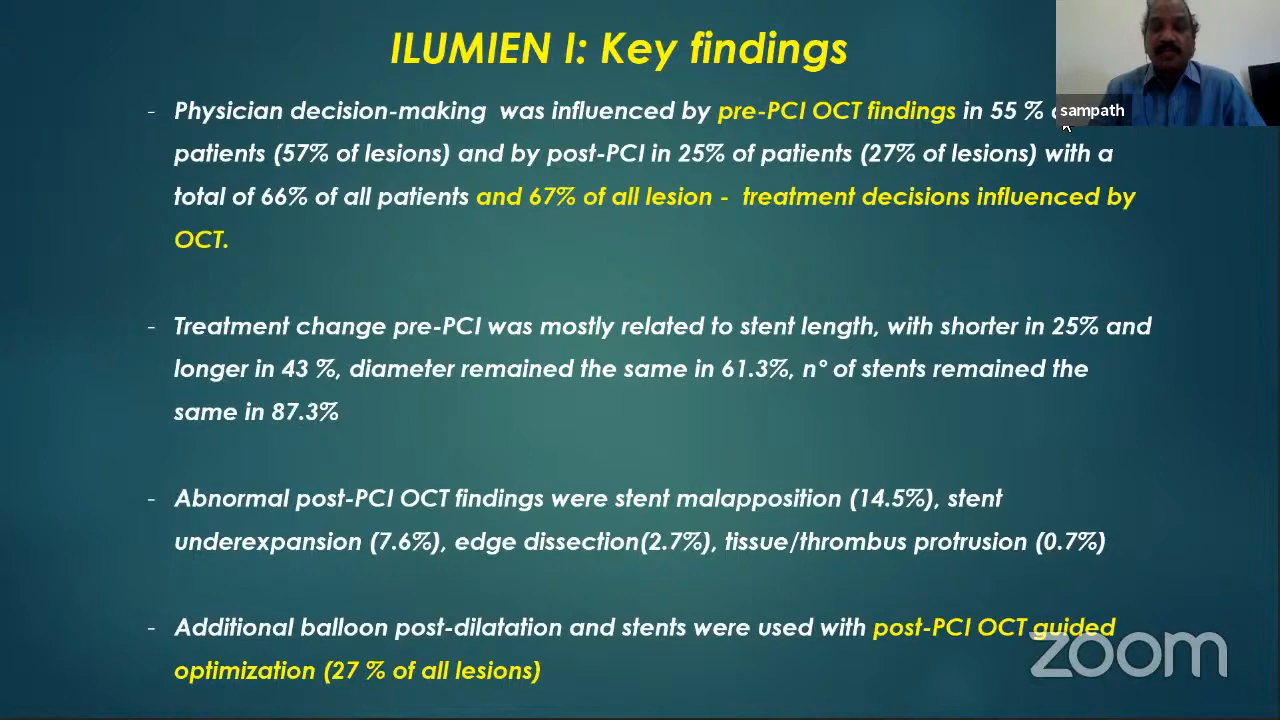 ILUMIEN I: Key findings
sampath
- Physician decision-making was influenced by pre-PCI OCT findings in 55 %
patients (57% of lesions) and by post-PCI in 25% of patients (27% of lesions) with a
total of 66% of all patients and 67% of all lesion - treatment decisions influenced by
OCT.
- Treatment change pre-PCI was mostly related to stent length, with shorter in 25% and
longer in 43 %, diameter remained the same in 61.3%, n° of stents remained the
same in 87.3%
- Abnormal post-PCI OCT findings were stent malapposition (14.5%), stent
underexpansion (7.6%), edge dissection(2.7%), tissue/thrombus protrusion (0.7%)
- Additional balloon post-dilatation and stents were used with post-PCI OCT guided
optimization (27 % of all lesions)
zoom